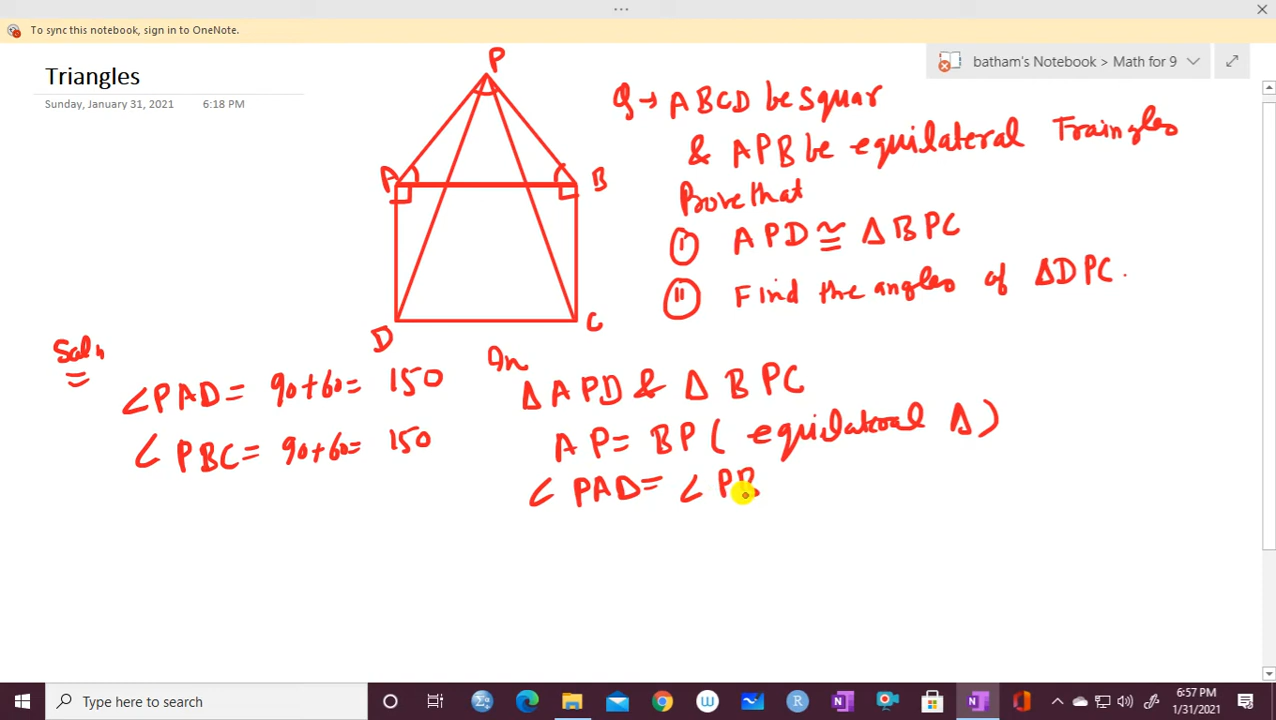 To sync this notebook, sign in to OneNote.
batham's Notebook > Math for 9
Triangles
Sunday, January 31, 2021 6:18 PM
P
A
B
D
C
Q → ABCD be Squar
& APB be equilateral Traingles
Prove that
(i) APD ≅ Δ BPC
(ii) Find the angles of ΔDPC.
Soln
∠PAD = 90+60= 150
∠PBC = 90+60= 150
In
Δ APD & Δ BPC
AP = BP ( equilateral Δ)
∠ PAD = ∠ PB
Type here to search
6:57 PM
1/31/2021